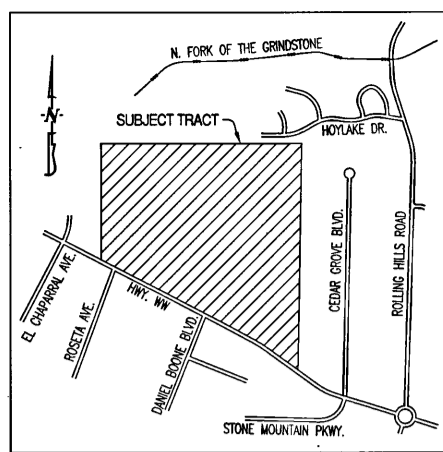 N. FORK OF THE GRINDSTONE
N
SUBJECT TRACT
HOYLAKE DR.
CEDAR GROVE BLVD.
ROLLING HILLS ROAD
EL CHAPARRAL AVE.
ROSETA AVE.
HWY. WW
DANIEL BOONE BLVD.
STONE MOUNTAIN PKWY.